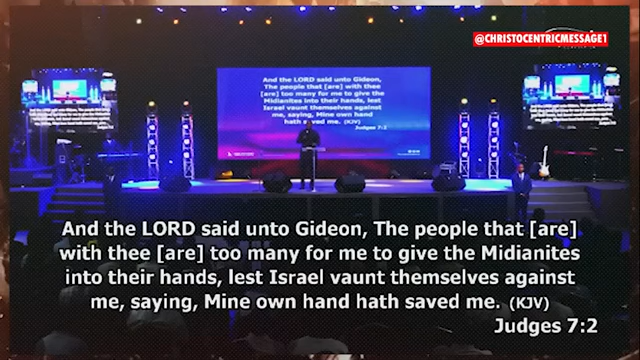 @CHRISTOCENTRICMESSAGE1
And the LORD said unto Gideon,
The people that [are] with thee
[are] too many for me to give the
Midianites into their hands, lest
Israel vaunt themselves against
me, saying, Mine own hand
hath saved me. (KJV)
Judges 7:2
And the LORD said unto Gideon, The people that [are]
with thee [are] too many for me to give the Midianites
into their hands, lest Israel vaunt themselves against
me, saying, Mine own hand hath saved me. (KJV)
Judges 7:2